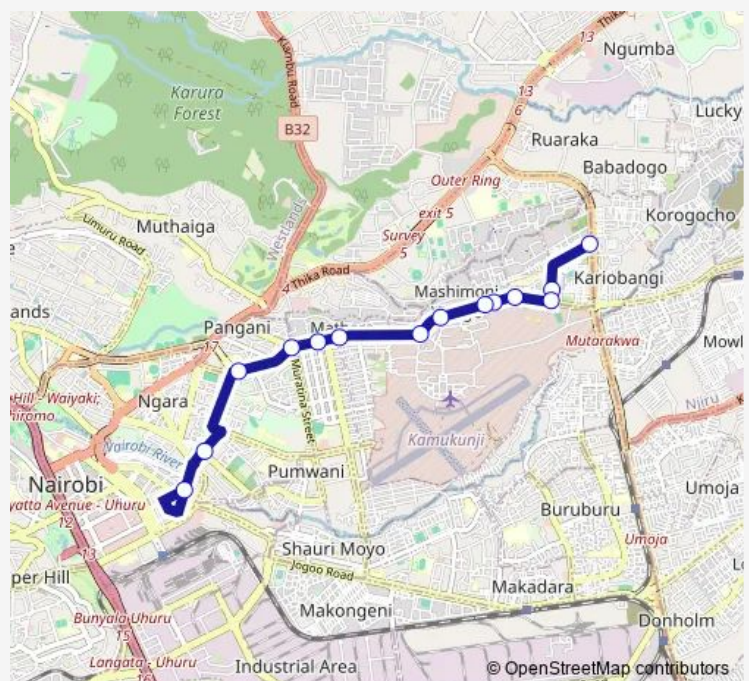 Ngumba
Karura
Forest
Kiambu Road
B32
13
13
6
Lucky
Ruaraka
Babadogo
Outer Ring
exit 5
Korogocho
Muthaiga
Umuru Road
Westlands
Survey
5
Thika Road
Kariobangi
Mashimoni
ands
Pangani
17
Math
Mutarakwa
Mowl
Hill - Waiyaki;
hiromo
Ngara
Muratina Street
Kamukunji
Nairobi River
Pumwani
Nairobi
yatta Avenue - Uhuru
12
13
Umoja
Buruburu
Umoja
Shauri Moyo
Jogoo Road
per Hill
Makadara
Makongeni
Donholm
Bunyala Uhuru
15
Langata - Uhuru
16
Industrial Area
© OpenStreetMap contributors